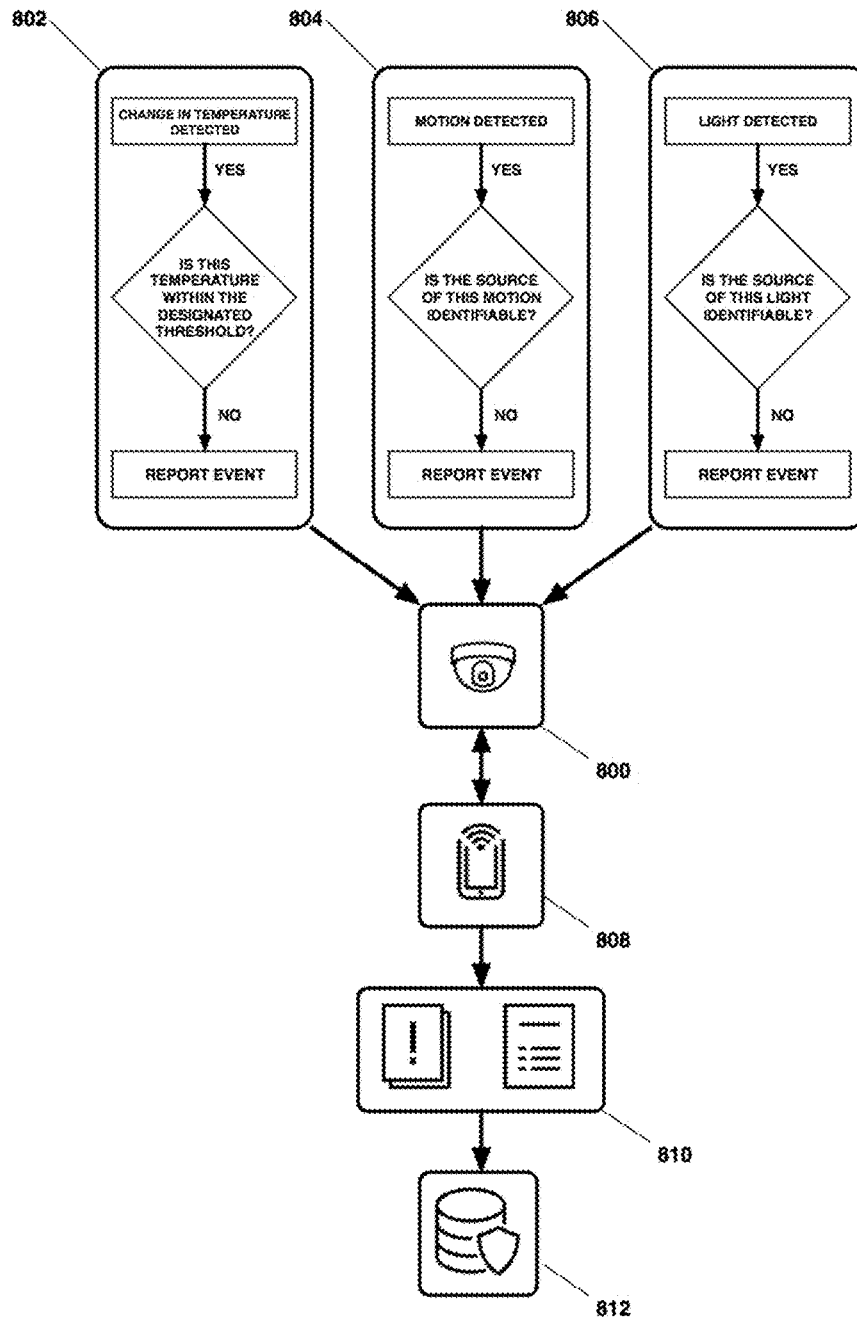 802
804
806
CHANGE IN TEMPERATURE
DETECTED
YES
IS THIS
TEMPERATURE
WITHIN THE
DESIGNATED
THRESHOLD?
NO
REPORT EVENT
MOTION DETECTED
YES
IS THE SOURCE
OF THIS MOTION
IDENTIFIABLE?
NO
REPORT EVENT
LIGHT DETECTED
YES
IS THE SOURCE
OF THIS LIGHT
IDENTIFIABLE?
NO
REPORT EVENT
800
808
!
810
812